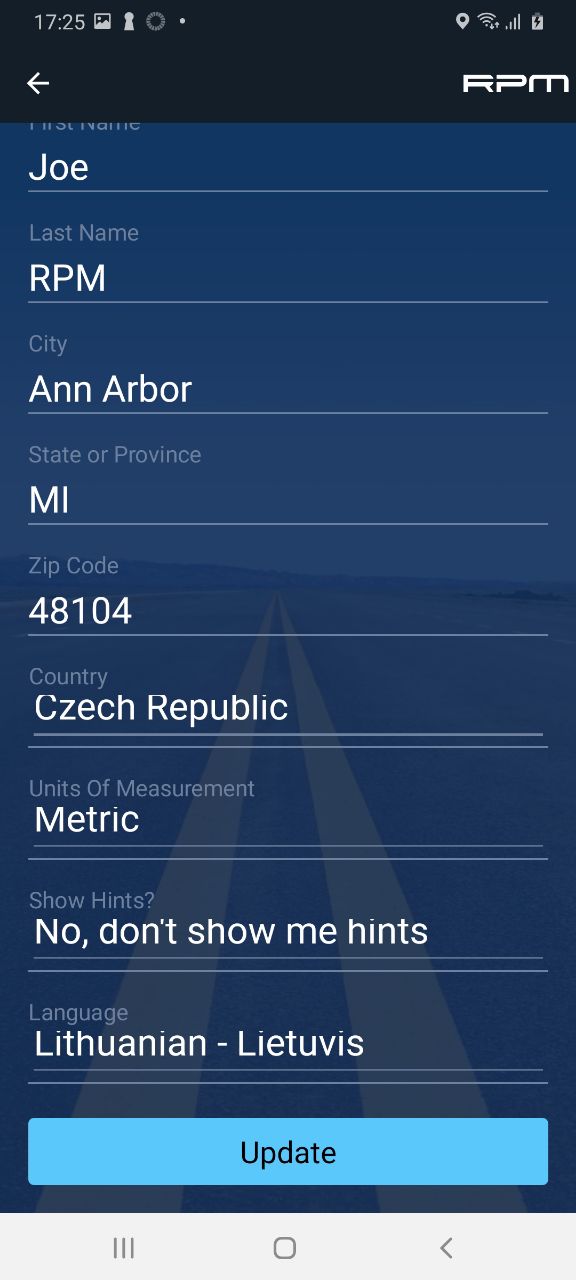 17:25
RPM
First Name
Joe
Last Name
RPM
City
Ann Arbor
State or Province
MI
Zip Code
48104
Country
Czech Republic
Units Of Measurement
Metric
Show Hints?
No, don't show me hints
Language
Lithuanian - Lietuvis
Update